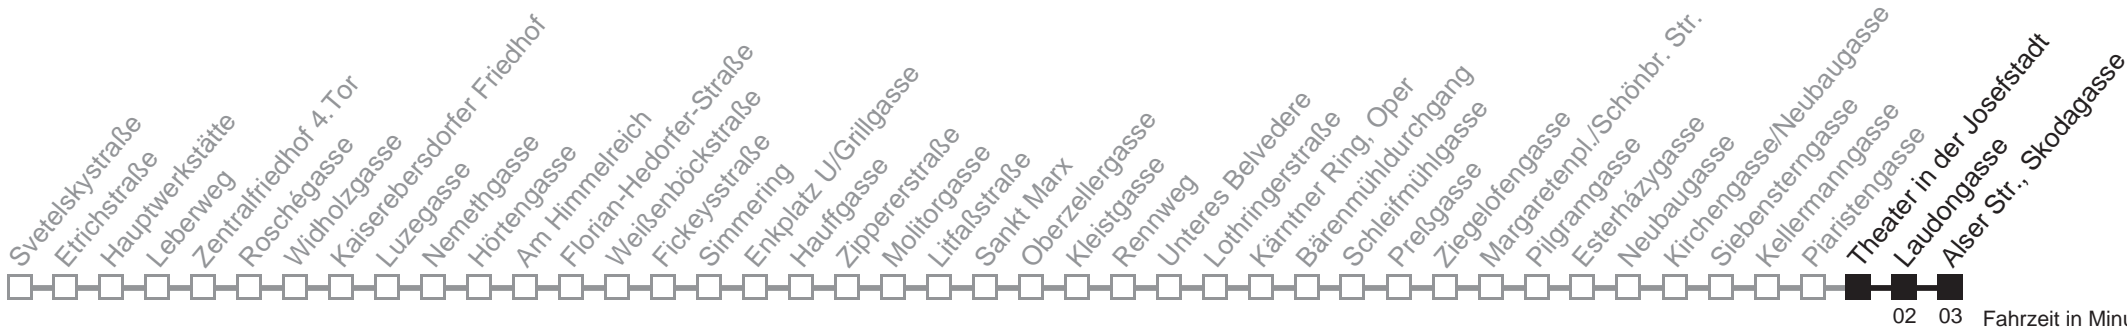 Svetelskystraße
Etrichstraße
Hauptwerkstätte
Leberweg
Zentralfriedhof 4. Tor
Roschégasse
Widholzgasse
Kaiserebersdorfer Friedhof
Luzegasse
Nemethgasse
Hörtengasse
Am Himmelreich
Florian-Hedorfer-Straße
Weißenböckstraße
Fickeysstraße
Simmering
Enkplatz U/Grillgasse
Hauffgasse
Zippererstraße
Molitorgasse
Litfaßstraße
Sankt Marx
Oberzellergasse
Kleistgasse
Rennweg
Unteres Belvedere
Lothringerstraße
Kärntner Ring, Oper
Bärenmühldurchgang
Schleifmühlgasse
Preßgasse
Ziegelofengasse
Margaretenpl./Schönbr. Str.
Pilgramgasse
Esterházygasse
Neubaugasse
Kirchengasse/Neubaugasse
Siebensterngasse
Kellermanngasse
Piaristengasse
Theater in der Josefstadt
Laudongasse
Alser Str., Skodagasse
02 03 Fahrzeit in Minu